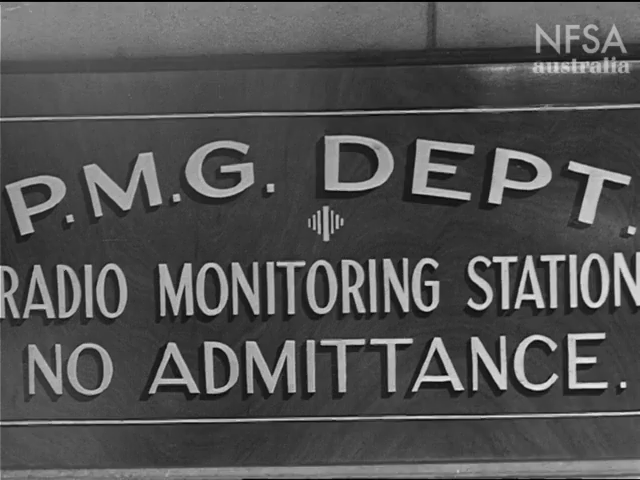 NFSA
australia
P.M.G. DEPT.
RADIO MONITORING STATION
NO ADMITTANCE.